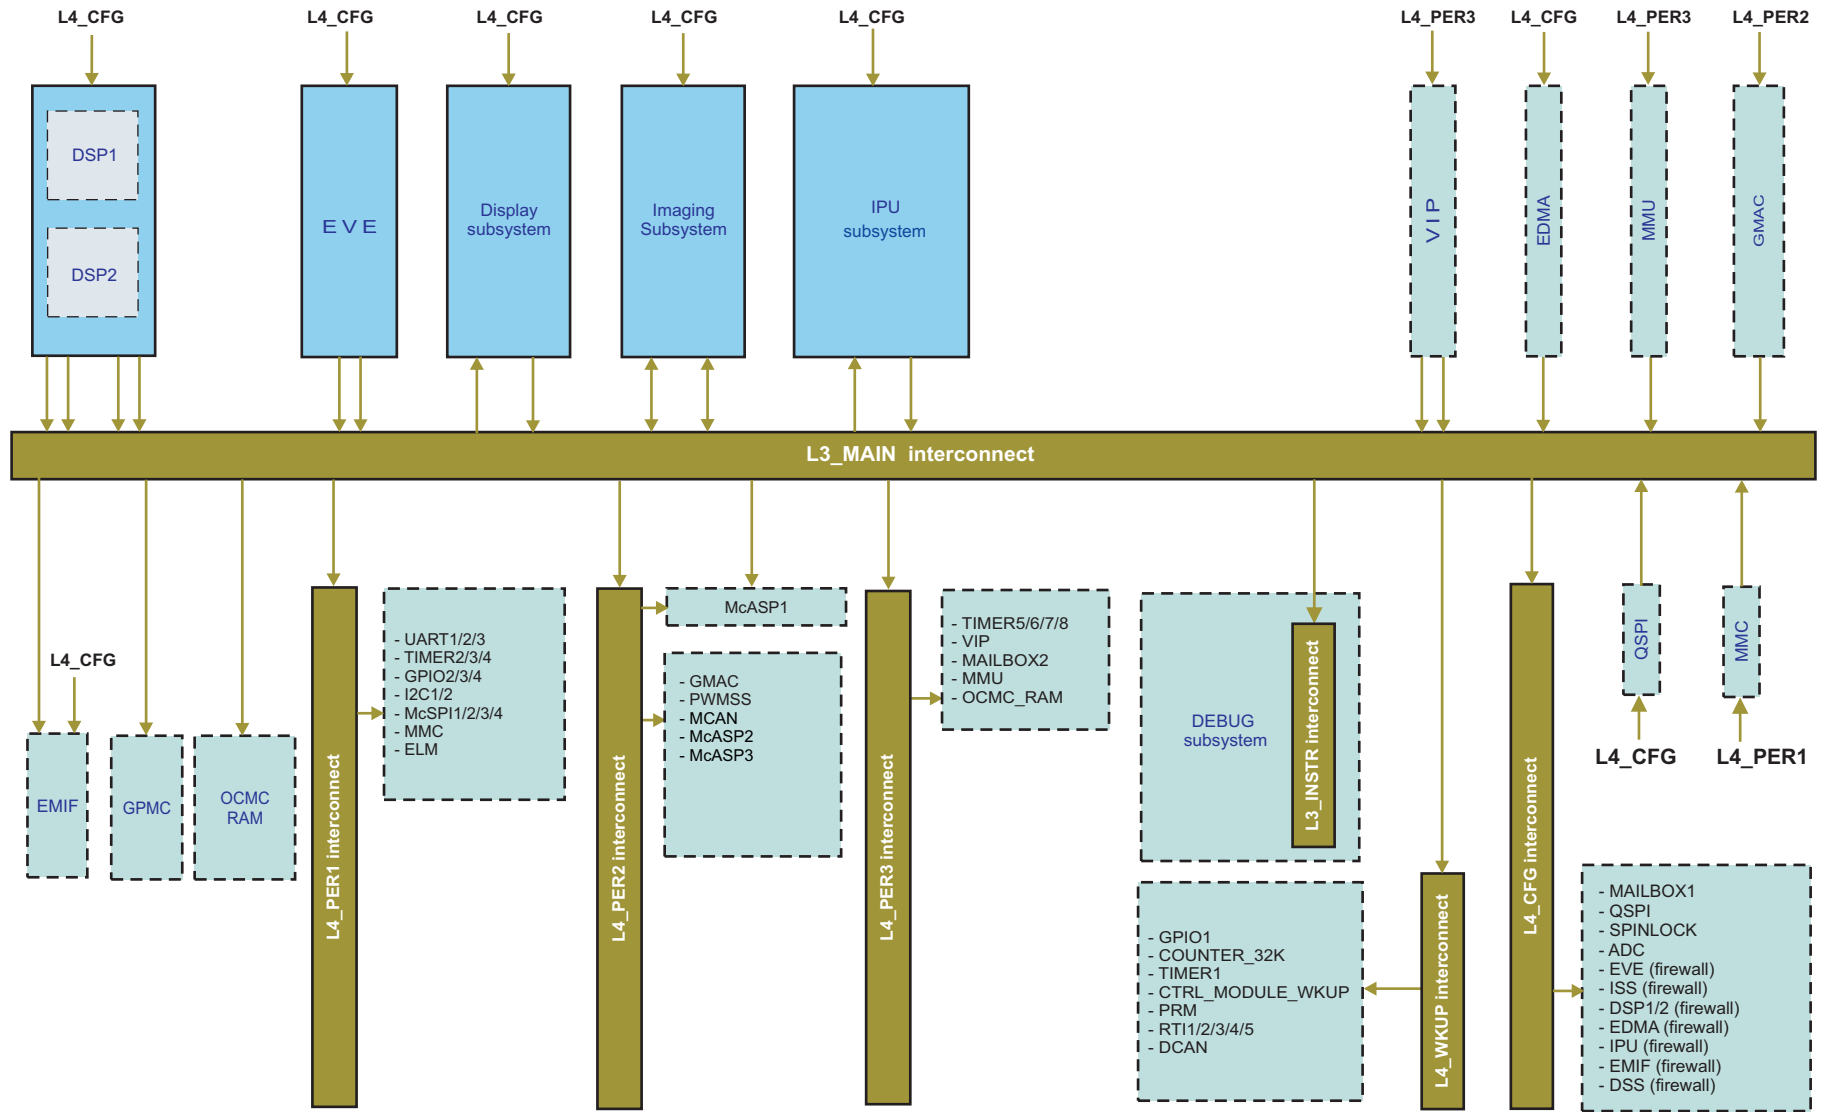 L4_CFG
L4_CFG
L4_CFG
L4_CFG
L4_CFG
L4_PER3
L4_CFG
L4_PER3
L4_PER2
DSP1
DSP2
E V E
Display
subsystem
Imaging
Subsystem
IPU
subsystem
V I P
EDMA
MMU
GMAC
L3_MAIN interconnect
L4_CFG
EMIF
GPMC
OCMC
RAM
L4_PER1 interconnect
- UART1/2/3
- TIMER2/3/4
- GPIO2/3/4
- I2C1/2
- McSPI1/2/3/4
- MMC
- ELM
L4_PER2 interconnect
McASP1
- GMAC
- PWMSS
- MCAN
- McASP2
- McASP3
L4_PER3 interconnect
- TIMER5/6/7/8
- VIP
- MAILBOX2
- MMU
- OCMC_RAM
DEBUG
subsystem
L3_INSTR interconnect
- GPIO1
- COUNTER_32K
- TIMER1
- CTRL_MODULE_WKUP
- PRM
- RTI1/2/3/4/5
- DCAN
L4_WKUP interconnect
L4_CFG interconnect
QSPI
L4_CFG
MMC
L4_PER1
- MAILBOX1
- QSPI
- SPINLOCK
- ADC
- EVE (firewall)
- ISS (firewall)
- DSP1/2 (firewall)
- EDMA (firewall)
- IPU (firewall)
- EMIF (firewall)
- DSS (firewall)